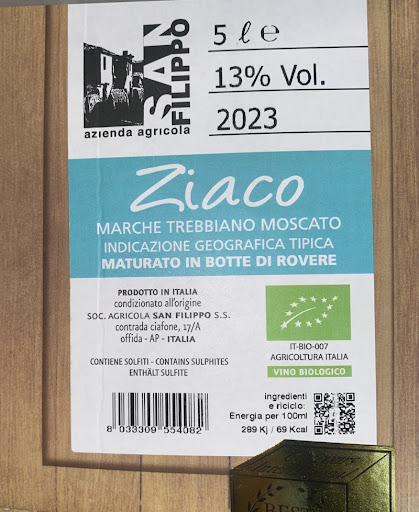 SAN
FILIPPO
azienda agricola
5 ℓ ℮
13% Vol.
2023
Ziaco
MARCHE TREBBIANO MOSCATO
INDICAZIONE GEOGRAFICA TIPICA
MATURATO IN BOTTE DI ROVERE
PRODOTTO IN ITALIA
condizionato all'origine
SOC. AGRICOLA SAN FILIPPO S.S.
contrada ciafone, 17/A
offida - AP - ITALIA
CONTIENE SOLFITI - CONTAINS SULPHITES
ENTHÄLT SULFITE
IT-BIO-007
AGRICOLTURA ITALIA
VINO BIOLOGICO
8 033309 554082
ingredienti
e riciclo:
Energia per 100ml
289 Kj / 69 Kcal